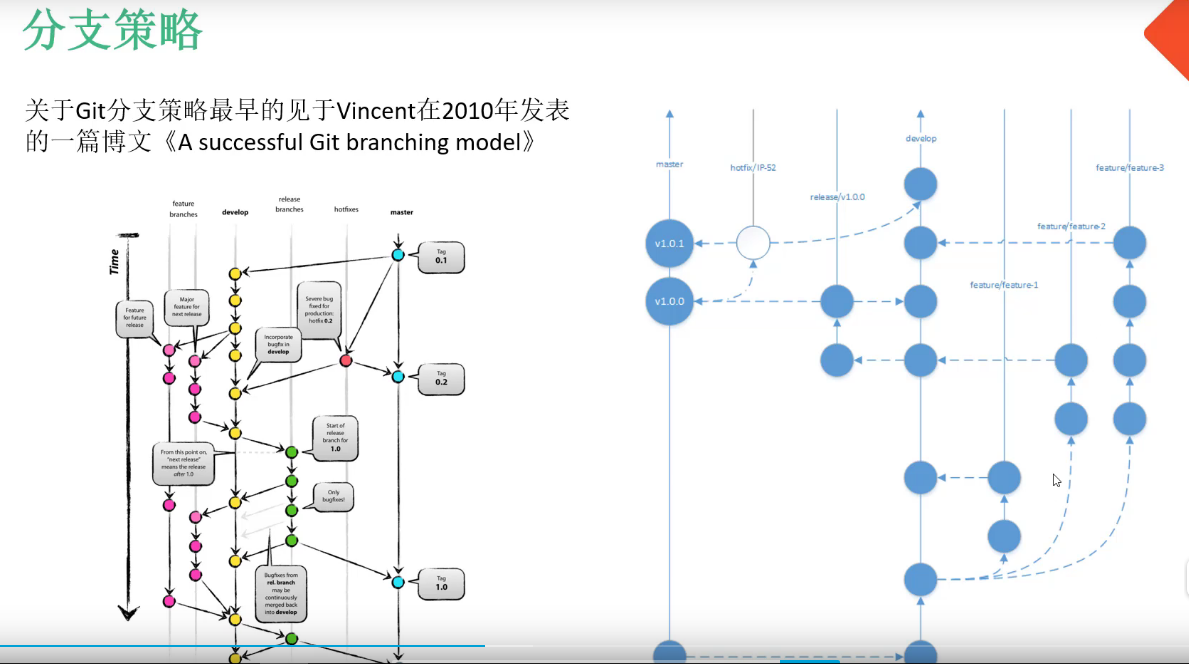 分支策略
关于Git分支策略最早的见于Vincent在2010年发表
的一篇博文《A successful Git branching model》
feature
branches
develop
release
branches
hotfixes
master
Time
Tag
0.1
Feature
for future
release
Major
feature for
next release
Severe bug
fixed for
production:
hotfix 0.2
Incorporate
bugfix in
develop
Tag
0.2
Start of
release
branch for
1.0
From this point on,
"next release"
means the release
after 1.0
Only
bugfixes!
Bugfixes from
rel. branch
may be
continuously
merged back
into develop
Tag
1.0
master
hotfix/IP-52
release/v1.0.0
develop
feature/feature-3
feature/feature-2
feature/feature-1
v1.0.1
v1.0.0